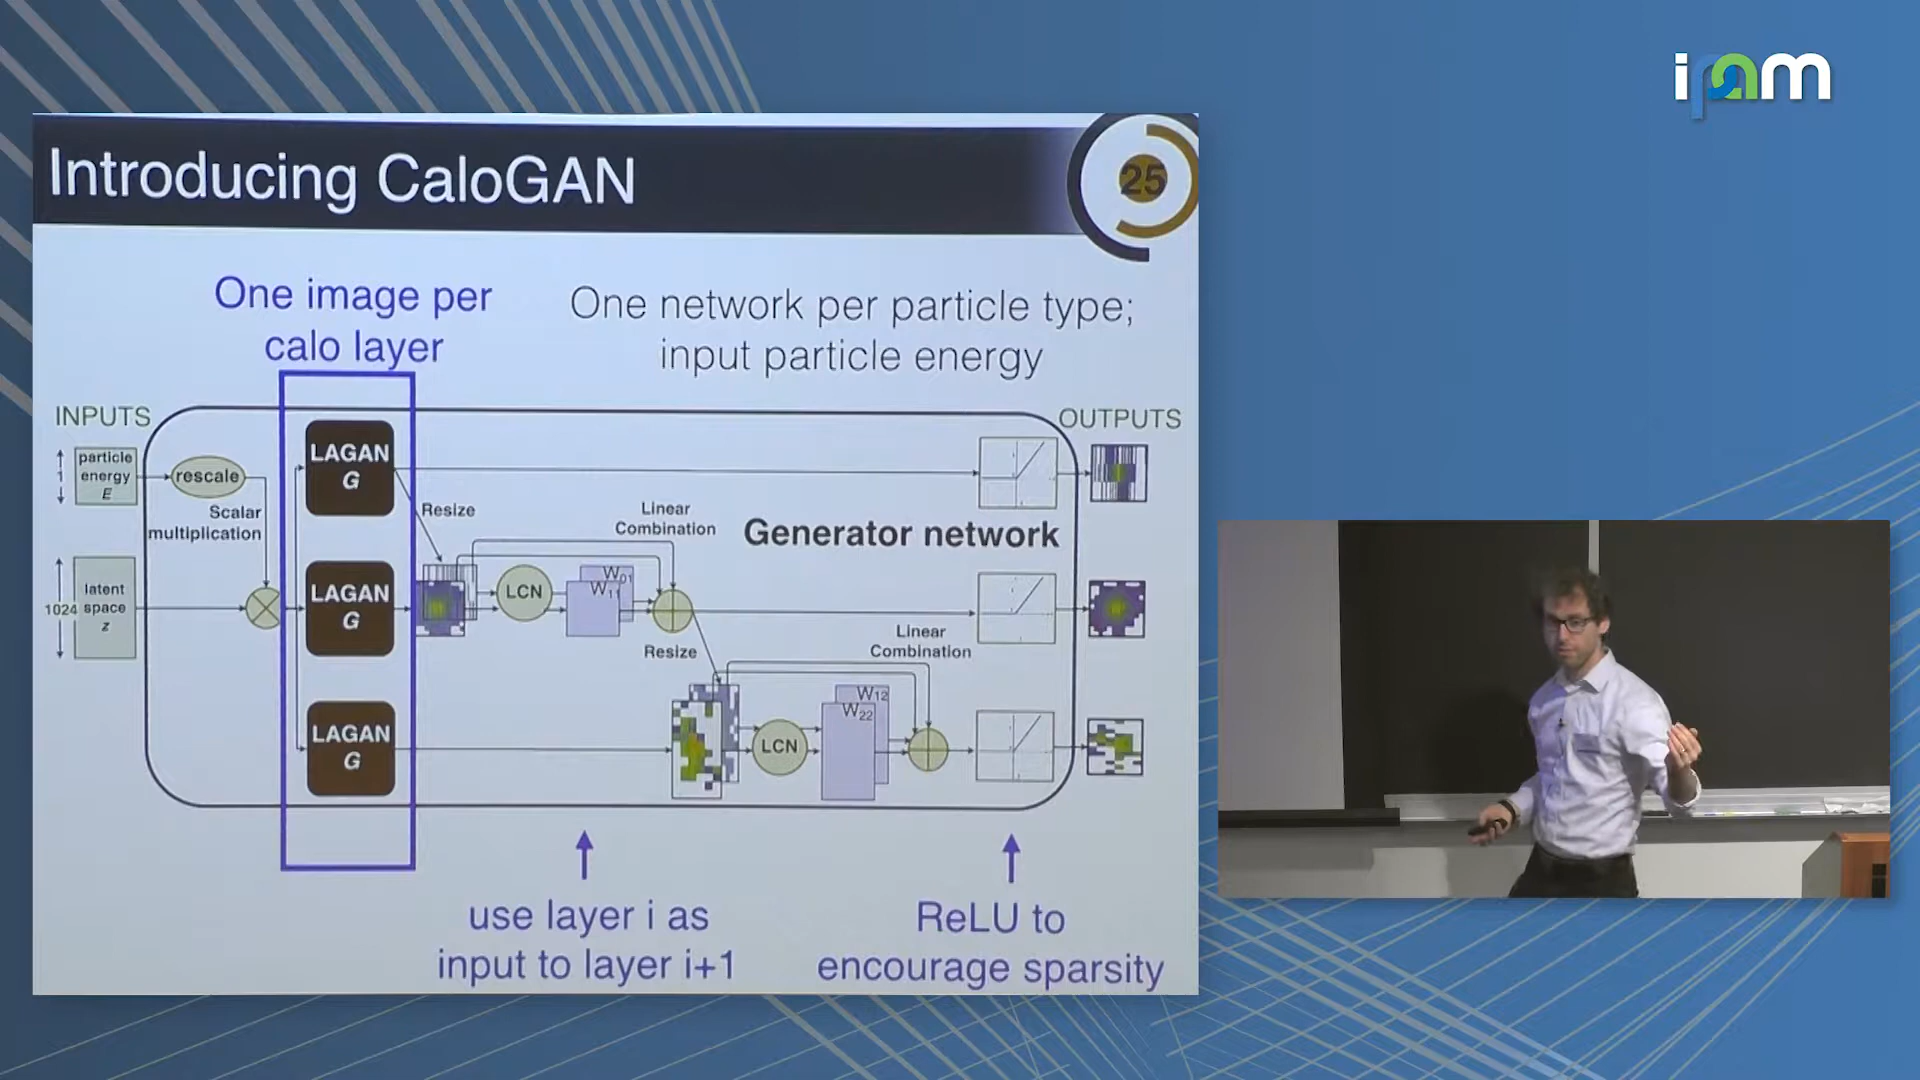 ipam
Introducing CaloGAN
25
One image per
calo layer
One network per particle type;
input particle energy
INPUTS
OUTPUTS
particle
energy
E
1
rescale
Scalar
multiplication
latent
space
z
1024
LAGAN
G
LAGAN
G
LAGAN
G
Resize
LCN
W01
W11
Linear
Combination
Generator network
Resize
LCN
W12
W22
Linear
Combination
use layer i as
input to layer i+1
ReLU to
encourage sparsity